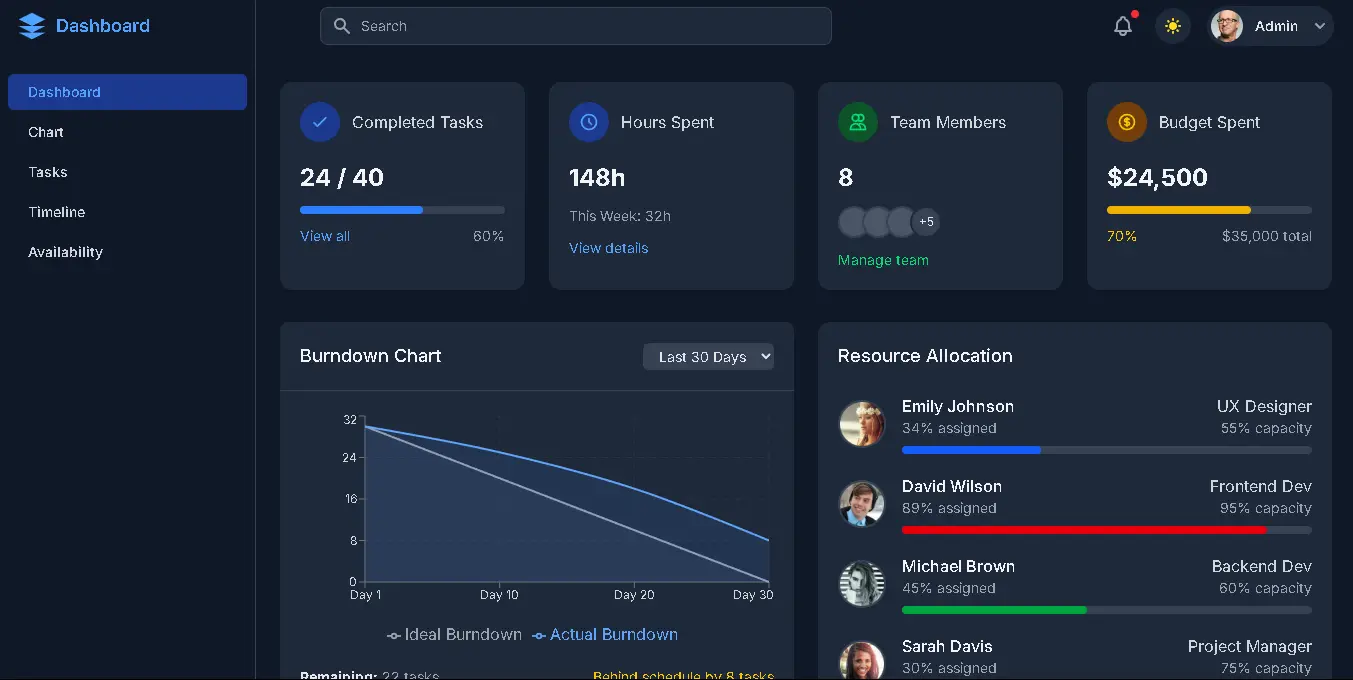 Dashboard
Search
Admin
Dashboard
Chart
Tasks
Timeline
Availability
Completed Tasks
24 / 40
View all 60%
Hours Spent
148h
This Week: 32h
View details
Team Members
8
+5
Manage team
Budget Spent
$24,500
70% $35,000 total
Burndown Chart
Last 30 Days
32
24
16
8
0
Day 1 Day 10 Day 20 Day 30
Ideal Burndown Actual Burndown
Remaining: 22 tasks Behind schedule by 8 tasks
Resource Allocation
Emily Johnson UX Designer
34% assigned 55% capacity
David Wilson Frontend Dev
89% assigned 95% capacity
Michael Brown Backend Dev
45% assigned 60% capacity
Sarah Davis Project Manager
30% assigned 75% capacity